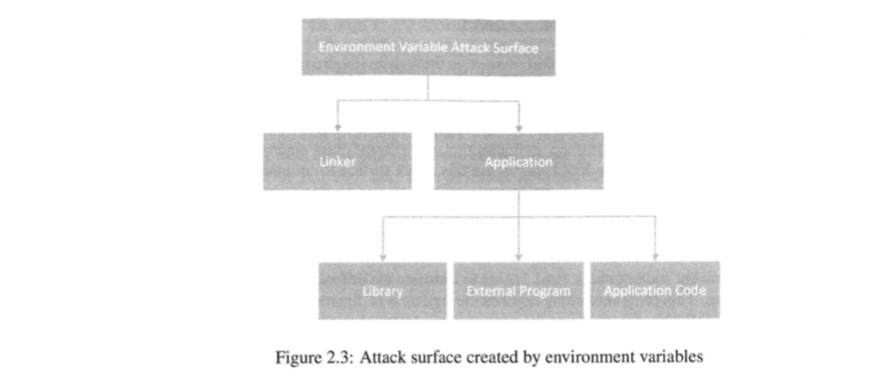 Environment Variable Attack Surface
Linker
Application
Library
External Program
Application Code
Figure 2.3: Attack surface created by environment variables